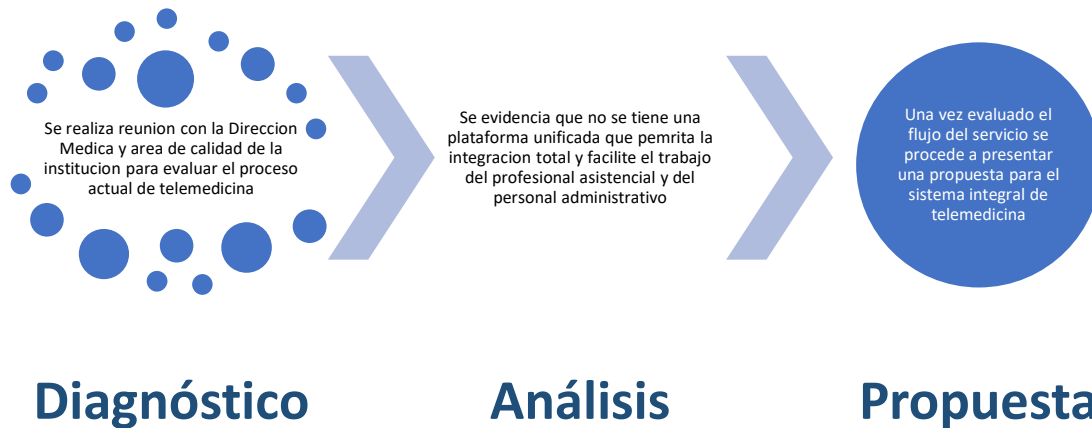 Se realiza reunion con la Direccion
Medica y area de calidad de la
institucion para evaluar el proceso
actual de telemedicina
Se evidencia que no se tiene una
plataforma unificada que pemrita la
integracion total y facilite el trabajo
del profesional asistencial y del
personal administrativo
Una vez evaluado el
flujo del servicio se
procede a presentar
una propuesta para el
sistema integral de
telemedicina
Diagnóstico
Análisis
Propuesta